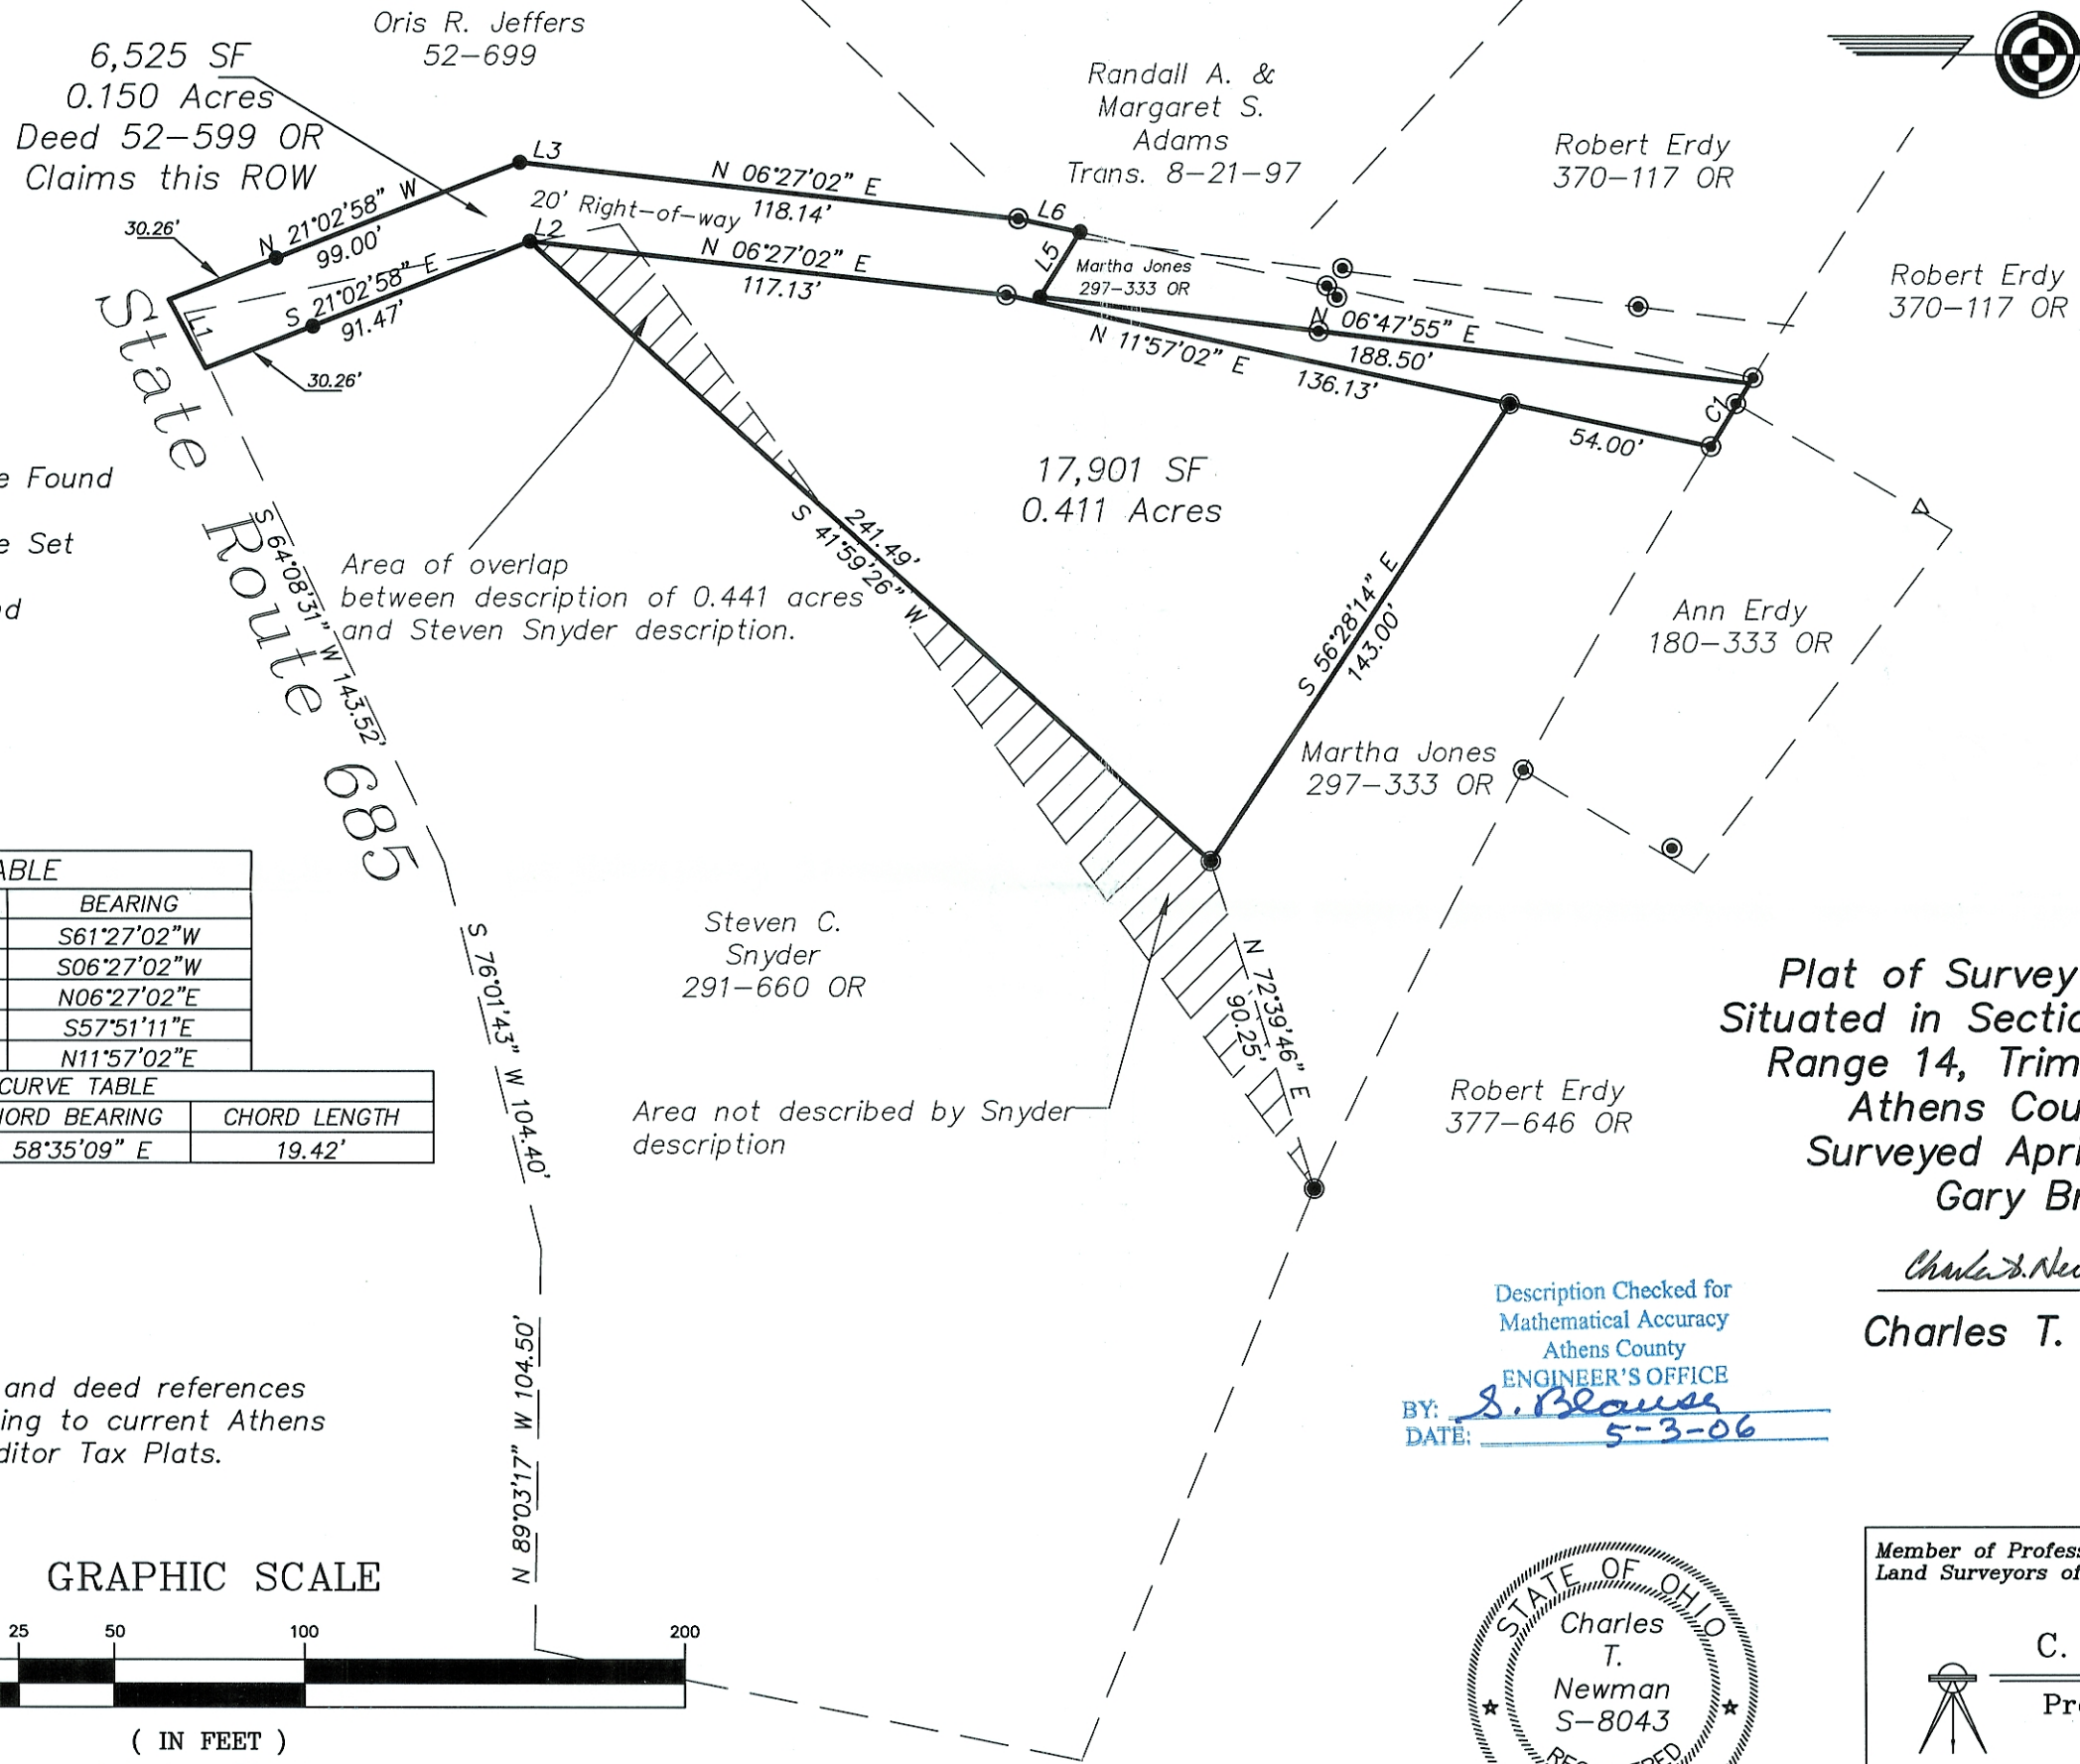 Oris R. Jeffers
52-699
6,525 SF
0.150 Acres
Deed 52-599 OR
Claims this ROW
Randall A. &
Margaret S.
Adams
Trans. 8-21-97
Robert Erdy
370-117 OR
Robert Erdy
370-117 OR
30.26'
N 21°02'58" W
99.00'
L3
N 06°27'02" E
118.14'
20' Right-of-way
L2
N 06°27'02" E
117.13'
L6
L5
Martha Jones
297-333 OR
L1
S 21°02'58" E
91.47'
30.26'
N 06°47'55" E
188.50'
N 11°57'02" E
136.13'
C1
54.00'
State Route 685
17,901 SF
0.411 Acres
e Found
e Set
d
S 64°08'31" W 143.52'
Area of overlap
between description of 0.441 acres
and Steven Snyder description.
241.49'
S 41°59'26" W
S 56°28'14" E
143.00'
Ann Erdy
180-333 OR
Martha Jones
297-333 OR
ABLE
BEARING
S61°27'02"W
S06°27'02"W
N06°27'02"E
S57°51'11"E
N11°57'02"E
CURVE TABLE
HORD BEARING CHORD LENGTH
58°35'09" E 19.42'
Steven C.
Snyder
291-660 OR
S 76°01'43" W 104.40'
N 72°39'46" E
90.25'
Area not described by Snyder
description
Robert Erdy
377-646 OR
Plat of Survey
Situated in Sectio
Range 14, Trim
Athens Cou
Surveyed Apri
Gary Br
Charles T.
Description Checked for
Mathematical Accuracy
Athens County
ENGINEER'S OFFICE
BY: S. Blause
DATE: 5-3-06
N 89°03'17" W 104.50'
and deed references
ing to current Athens
ditor Tax Plats.
GRAPHIC SCALE
25 50 100 200
( IN FEET )
STATE OF OHIO
Charles
T.
Newman
S-8043
REGISTERED
Member of Profess
Land Surveyors of
C.
Pr